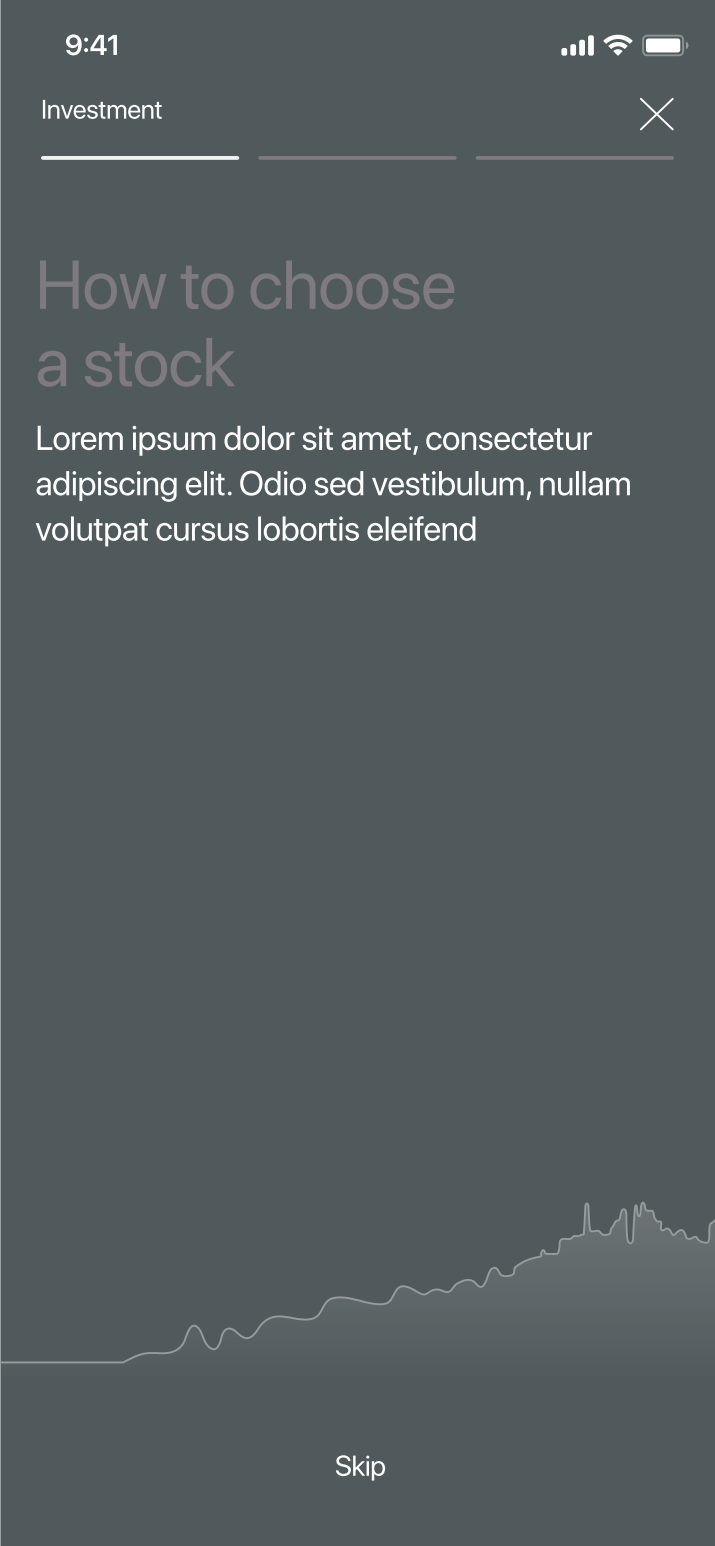 9:41
Investment
How to choose
a stock
Lorem ipsum dolor sit amet, consectetur
adipiscing elit. Odio sed vestibulum, nullam
volutpat cursus lobortis eleifend
Skip